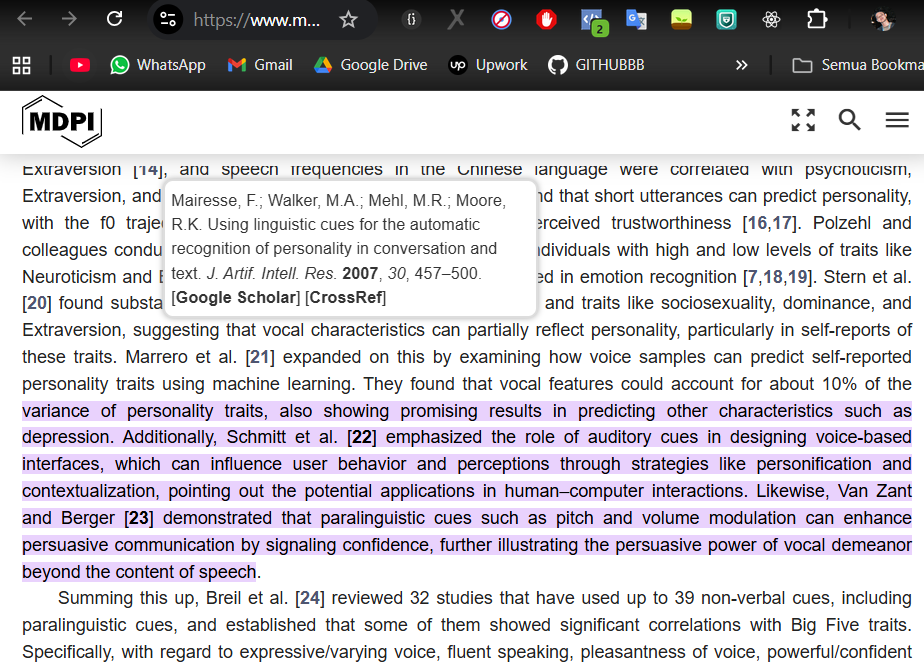 https://www.m...
2
WhatsApp
Gmail
Google Drive
up
Upwork
GITHUBBB
»
Semua Bookma
MDPI
Extraversion [14], and speech frequencies in the Chinese language were correlated with psychoticism,
Extraversion, and
nd that short utterances can predict personality,
with the f0 traje
erceived trustworthiness [16,17]. Polzehl and
colleagues condu
ndividuals with high and low levels of traits like
Neuroticism and E
ed in emotion recognition [7,18,19]. Stern et al.
[20] found substa
and traits like sociosexuality, dominance, and
Mairesse, F.; Walker, M.A.; Mehl, M.R.; Moore,
R.K. Using linguistic cues for the automatic
recognition of personality in conversation and
text. J. Artif. Intell. Res. 2007, 30, 457–500.
[Google Scholar] [CrossRef]
Extraversion, suggesting that vocal characteristics can partially reflect personality, particularly in self-reports of
these traits. Marrero et al. [21] expanded on this by examining how voice samples can predict self-reported
personality traits using machine learning. They found that vocal features could account for about 10% of the
variance of personality traits, also showing promising results in predicting other characteristics such as
depression. Additionally, Schmitt et al. [22] emphasized the role of auditory cues in designing voice-based
interfaces, which can influence user behavior and perceptions through strategies like personification and
contextualization, pointing out the potential applications in human–computer interactions. Likewise, Van Zant
and Berger [23] demonstrated that paralinguistic cues such as pitch and volume modulation can enhance
persuasive communication by signaling confidence, further illustrating the persuasive power of vocal demeanor
beyond the content of speech.
Summing this up, Breil et al. [24] reviewed 32 studies that have used up to 39 non-verbal cues, including
paralinguistic cues, and established that some of them showed significant correlations with Big Five traits.
Specifically, with regard to expressive/varying voice, fluent speaking, pleasantness of voice, powerful/confident